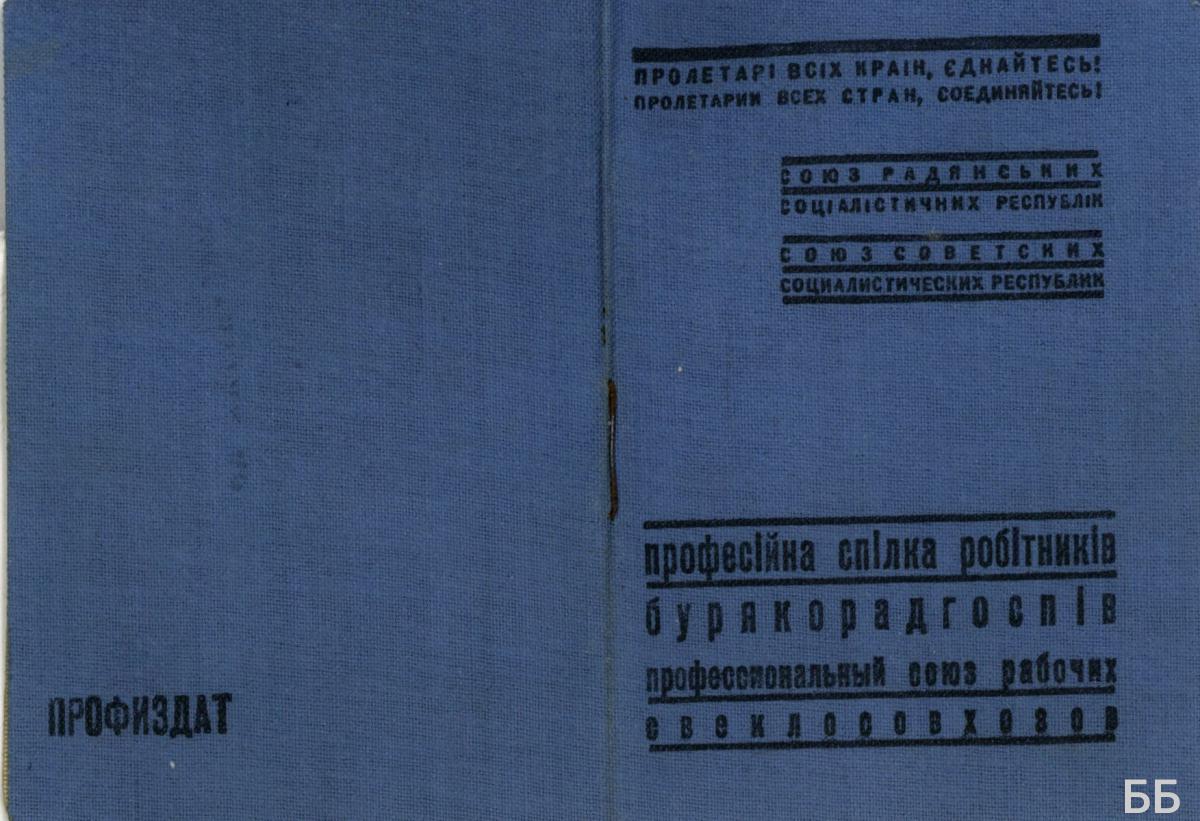 ПРОЛЕТАРІ ВСІХ КРАІН, ЄДНАЙТЕСЬ!
ПРОЛЕТАРИИ ВСЕХ СТРАН, СОЕДИНЯЙТЕСЬ!
СОЮЗ РАДЯНСЬКИХ
СОЦІАЛІСТИЧНИХ РЕСПУБЛІК
СОЮЗ СОВЕТСКИХ
СОЦИАЛИСТИЧЕСКИХ РЕСПУБЛИК
професійна спілка робітників
бурякорадгоспів
профессиональный союз рабочих
свеклосовхозов
ПРОФИЗДАТ
ББ